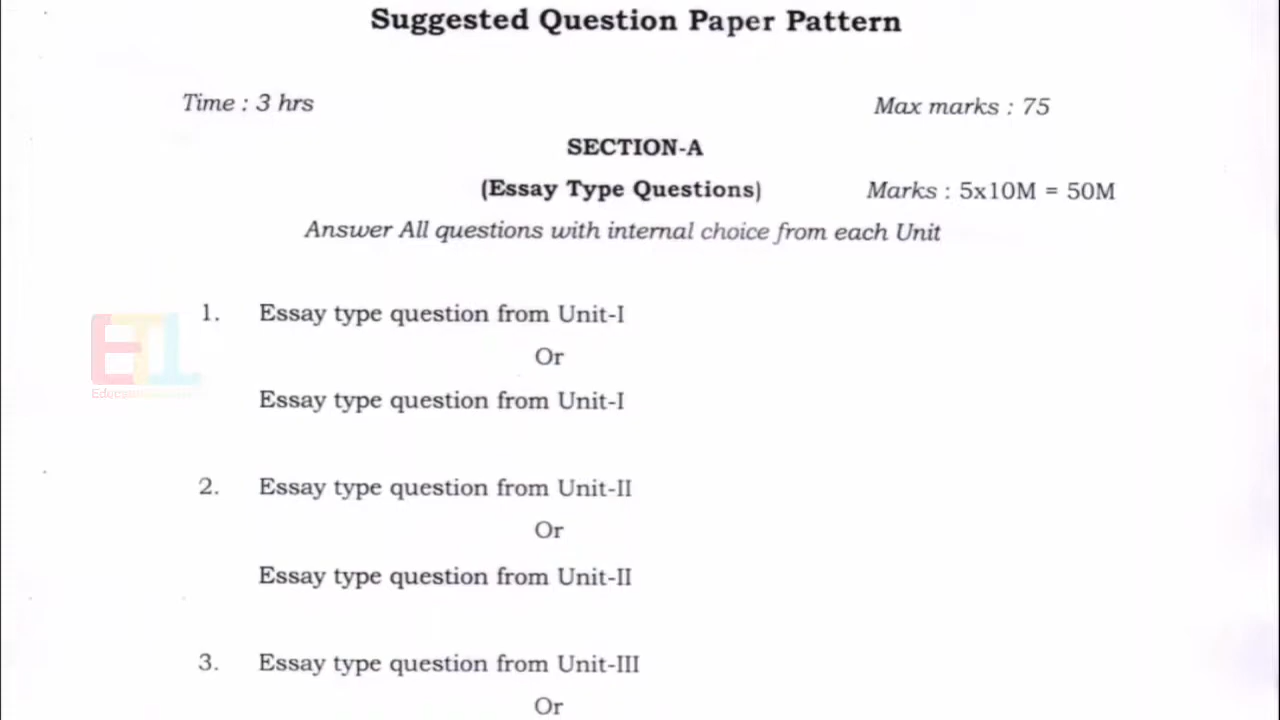 Suggested Question Paper Pattern
Time : 3 hrs
Max marks : 75
SECTION-A
(Essay Type Questions)
Marks : 5x10M = 50M
Answer All questions with internal choice from each Unit
1. Essay type question from Unit-I
Or
Essay type question from Unit-I
2. Essay type question from Unit-II
Or
Essay type question from Unit-II
3. Essay type question from Unit-III
Or
ETL